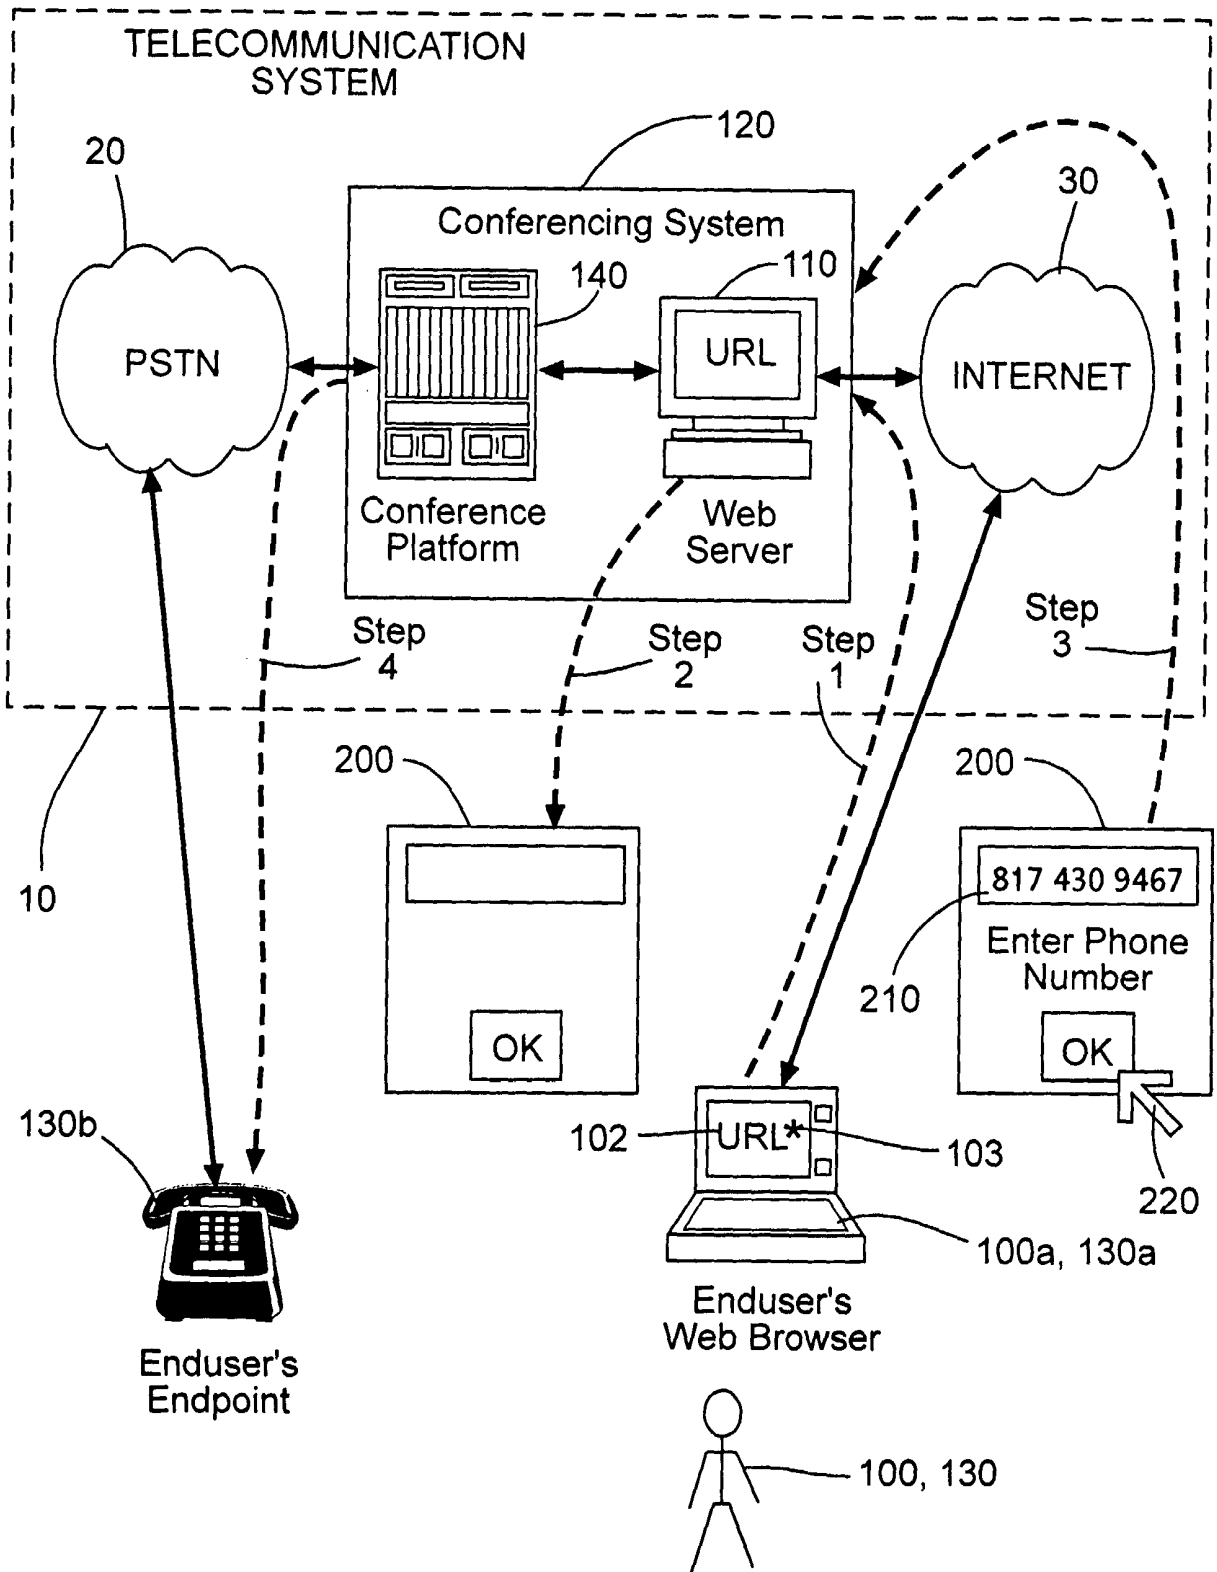 TELECOMMUNICATION
SYSTEM
120
20
30
Conferencing System
140
110
PSTN
URL
INTERNET
Conference
Platform
Web
Server
Step
4
Step
2
Step
1
Step
3
10
200
200
817 430 9467
Enter Phone
Number
210
OK
OK
130b
102
URL*
103
220
100a, 130a
Enduser's
Web Browser
Enduser's
Endpoint
100, 130